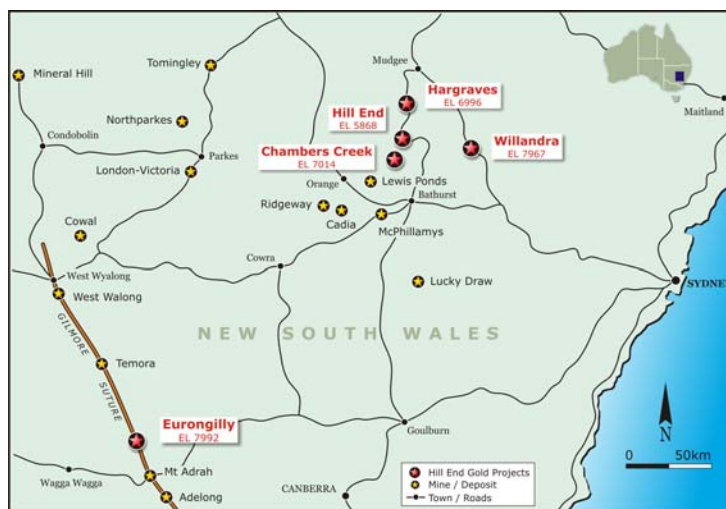 Tomingley
Mudgee
Mineral Hill
Hargraves
EL 6996
Maitland
Hill End
EL 5868
Northparkes
Willandra
EL 7967
Condobolin
Chambers Creek
EL 7014
Parkes
London-Victoria
Orange
Lewis Ponds
Bathurst
Ridgeway
Cadia
McPhillamys
Cowal
Cowra
West Wyalong
Lucky Draw
SYDNEY
West Walong
NEW SOUTH WALES
GILMORE
SUTURE
Temora
Eurongilly
EL 7992
Goulburn
N
0 50km
Mt Adrah
Hill End Gold Projects
Mine / Deposit
Town / Roads
Wagga Wagga
CANBERRA
Adelong